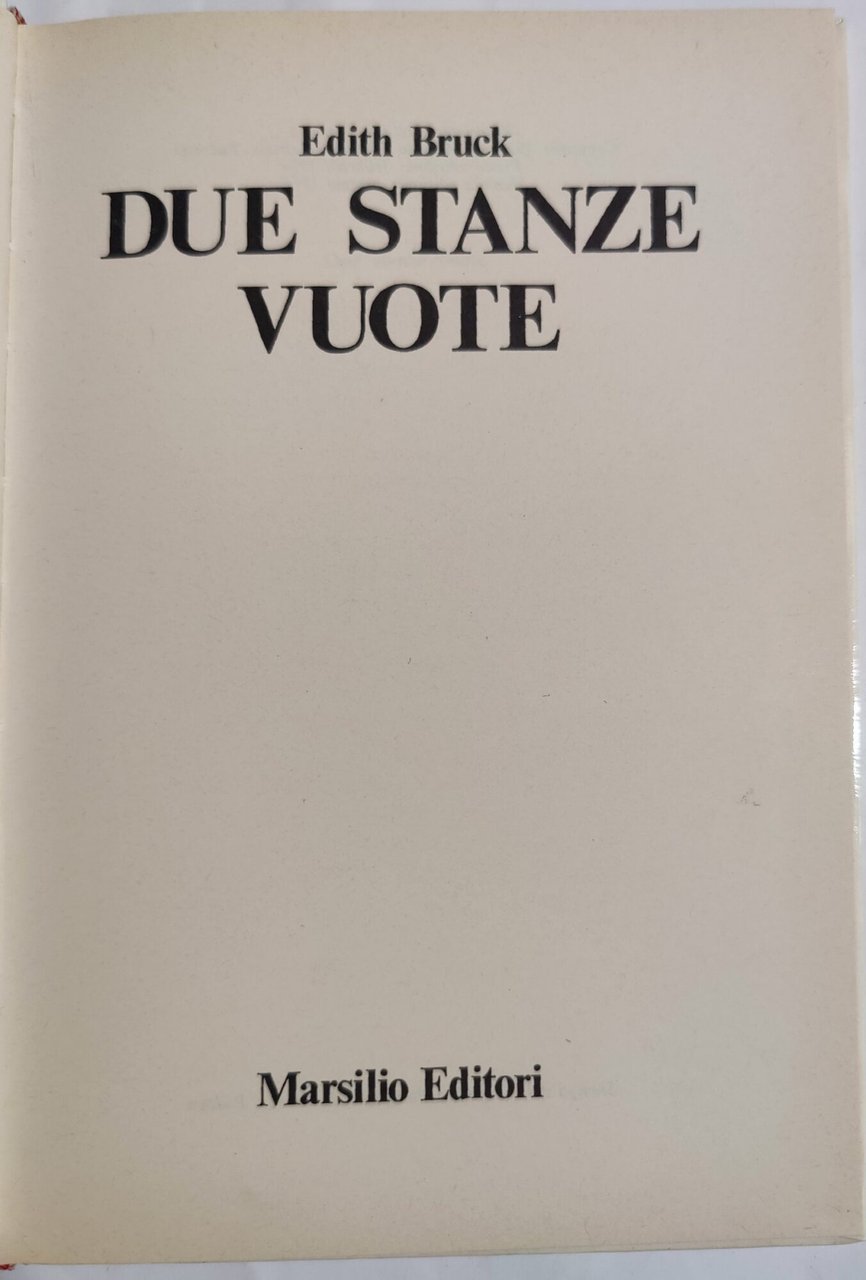 Edith Bruck
DUE STANZE
VUOTE
Marsilio Editori